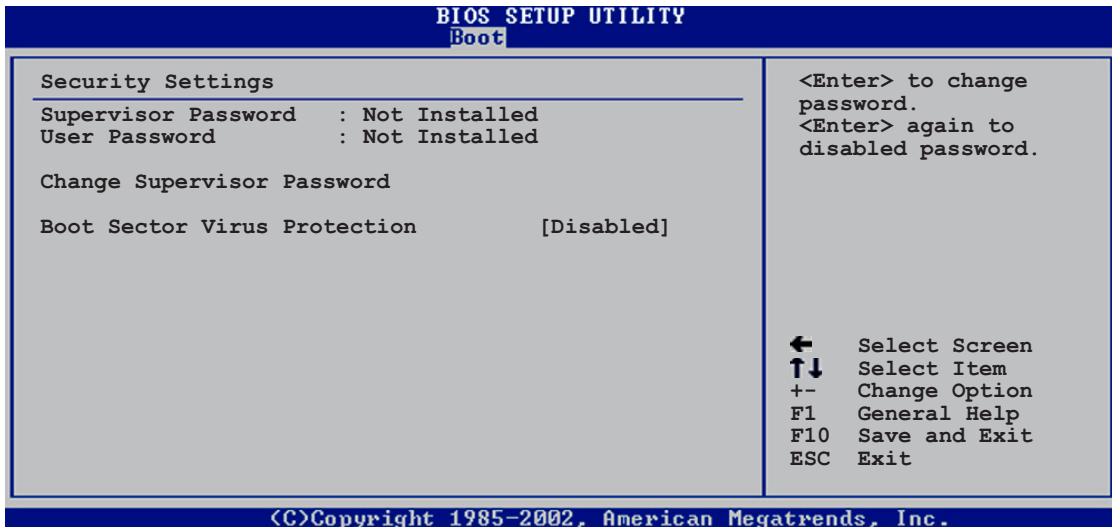 BIOS SETUP UTILITY
Boot
Security Settings
Supervisor Password : Not Installed
User Password : Not Installed
Change Supervisor Password
Boot Sector Virus Protection [Disabled]
<Enter> to change
password.
<Enter> again to
disabled password.
← Select Screen
↑↓ Select Item
+- Change Option
F1 General Help
F10 Save and Exit
ESC Exit
(C)Copyright 1985-2002, American Megatrends, Inc.